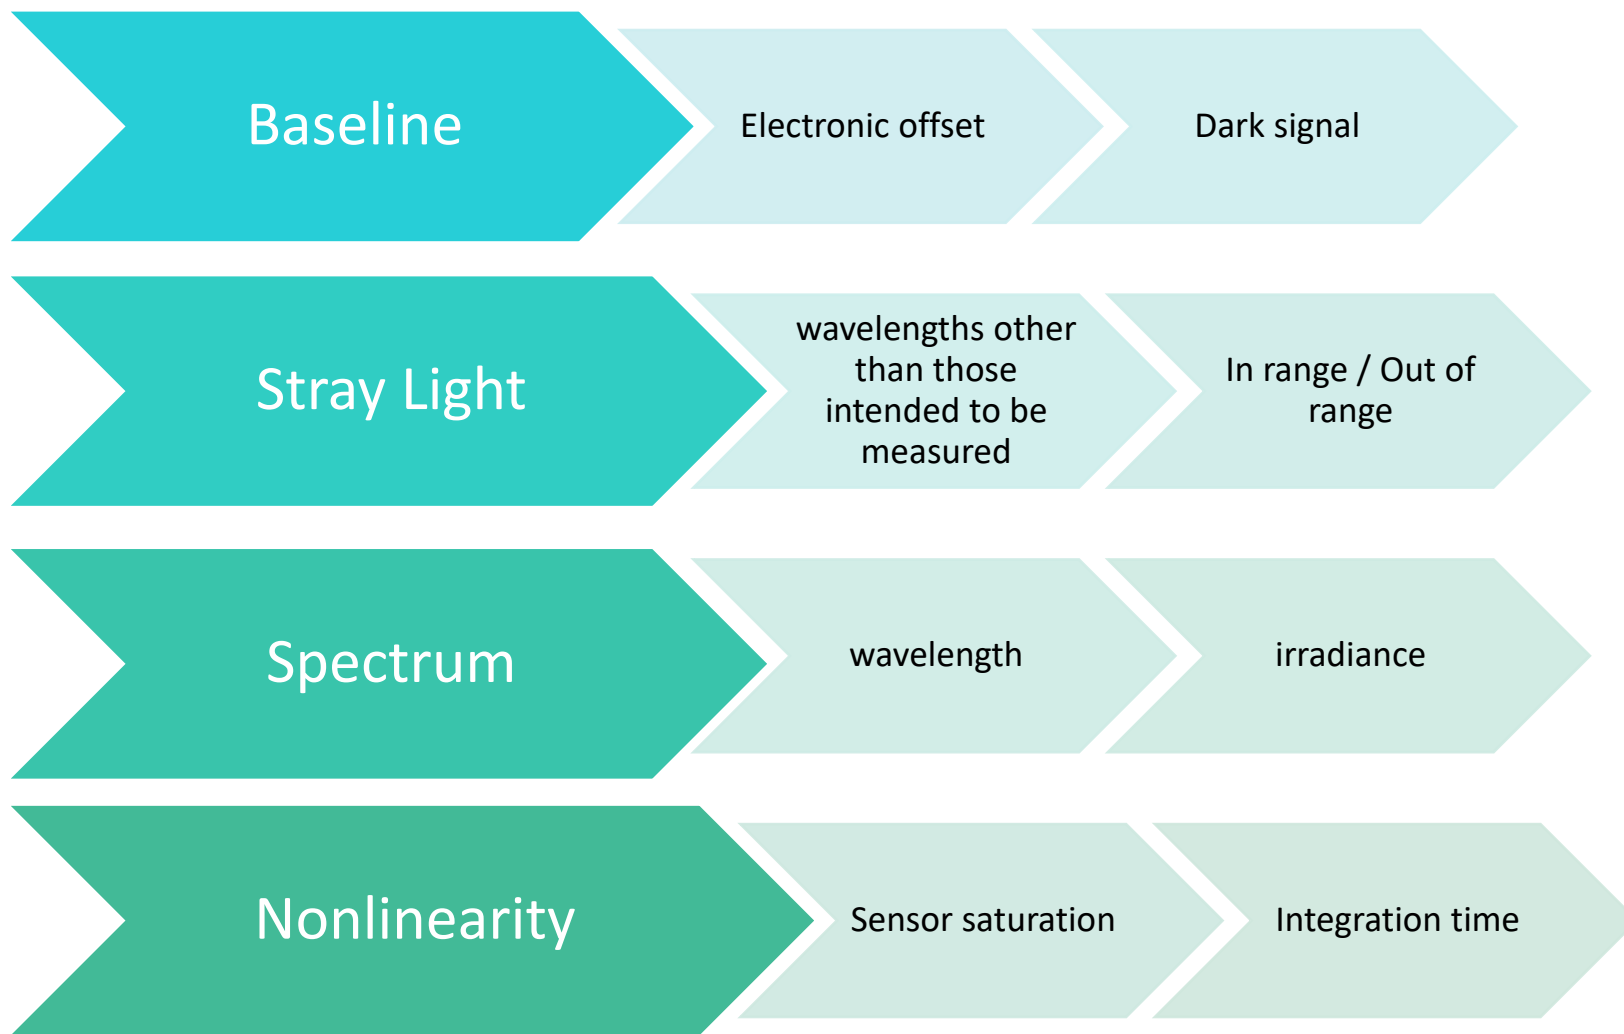 Baseline
Electronic offset
Dark signal
Stray Light
wavelengths other
than those
intended to be
measured
In range / Out of
range
Spectrum
wavelength
irradiance
Nonlinearity
Sensor saturation
Integration time